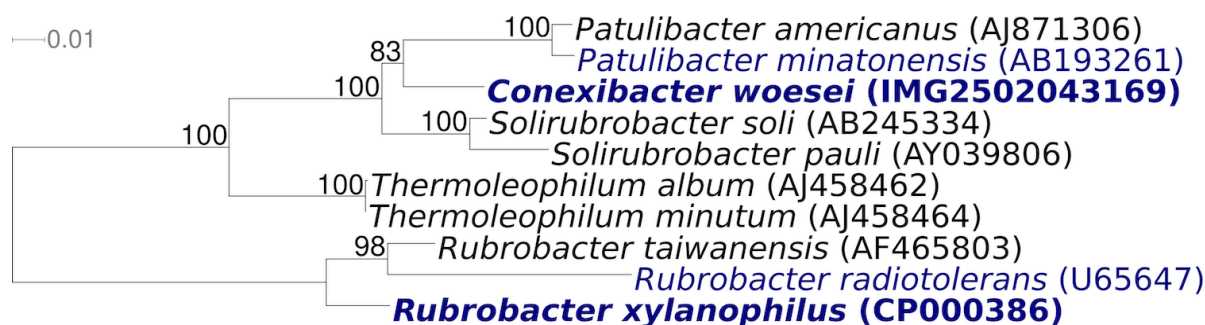 0.01
100 Patulibacter americanus (AJ871306)
83 Patulibacter minatonensis (AB193261)
100 Conexibacter woesei (IMG2502043169)
100 Solirubrobacter soli (AB245334)
100 Solirubrobacter pauli (AY039806)
100 Thermoleophilum album (AJ458462)
Thermoleophilum minutum (AJ458464)
98 Rubrobacter taiwanensis (AF465803)
Rubrobacter radiotolerans (U65647)
Rubrobacter xylanophilus (CP000386)